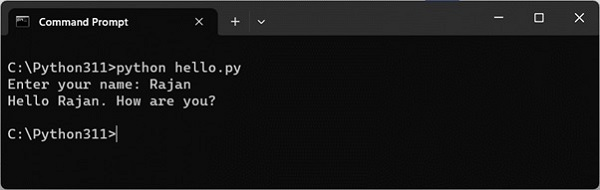 Command Prompt
C:\Python311>python hello.py
Enter your name: Rajan
Hello Rajan. How are you?
C:\Python311>